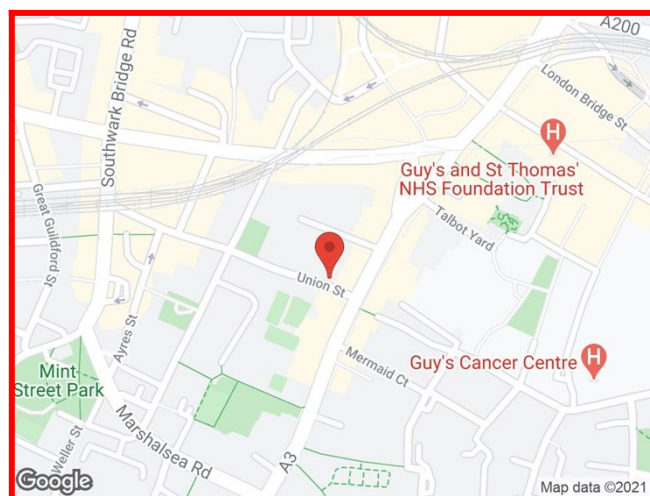 A200
Southwark Bridge Rd
London Bridge St
H
Guy's and St Thomas'
NHS Foundation Trust
Great Guildford St
Talbot Yard
Union St
Ayres St
Mermaid Ct
Guy's Cancer Centre
H
Mint
Street Park
Marshalsea Rd
Weller St
A3
Google
Map data ©2021